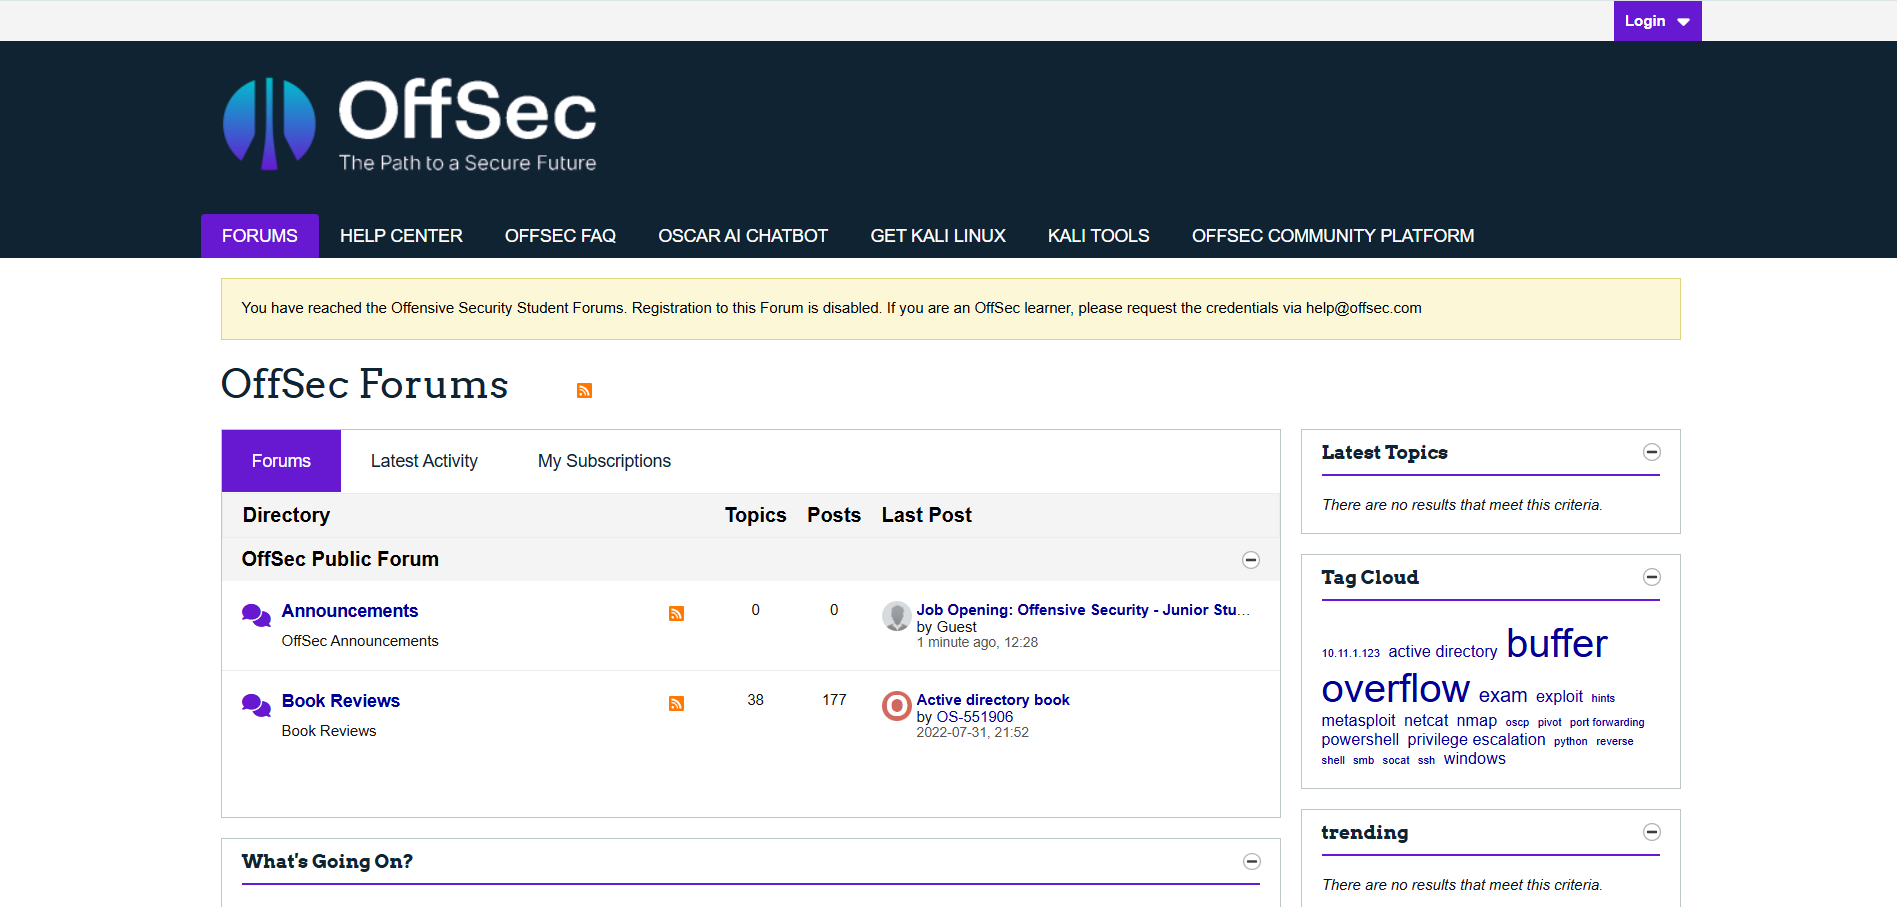 Login
OffSec
The Path to a Secure Future
FORUMS HELP CENTER OFFSEC FAQ OSCAR AI CHATBOT GET KALI LINUX KALI TOOLS OFFSEC COMMUNITY PLATFORM
You have reached the Offensive Security Student Forums. Registration to this Forum is disabled. If you are an OffSec learner, please request the credentials via help@offsec.com
OffSec Forums
Forums Latest Activity My Subscriptions
Directory Topics Posts Last Post
OffSec Public Forum
Announcements 0 0 Job Opening: Offensive Security - Junior Stu...
by Guest
OffSec Announcements 1 minute ago, 12:28
Book Reviews 38 177 Active directory book
by OS-551906
Book Reviews 2022-07-31, 21:52
What's Going On?
Latest Topics
There are no results that meet this criteria.
Tag Cloud
10.11.1.123 active directory buffer
overflow exam exploit hints
metasploit netcat nmap oscp pivot port forwarding
powershell privilege escalation python reverse
shell smb socat ssh windows
trending
There are no results that meet this criteria.